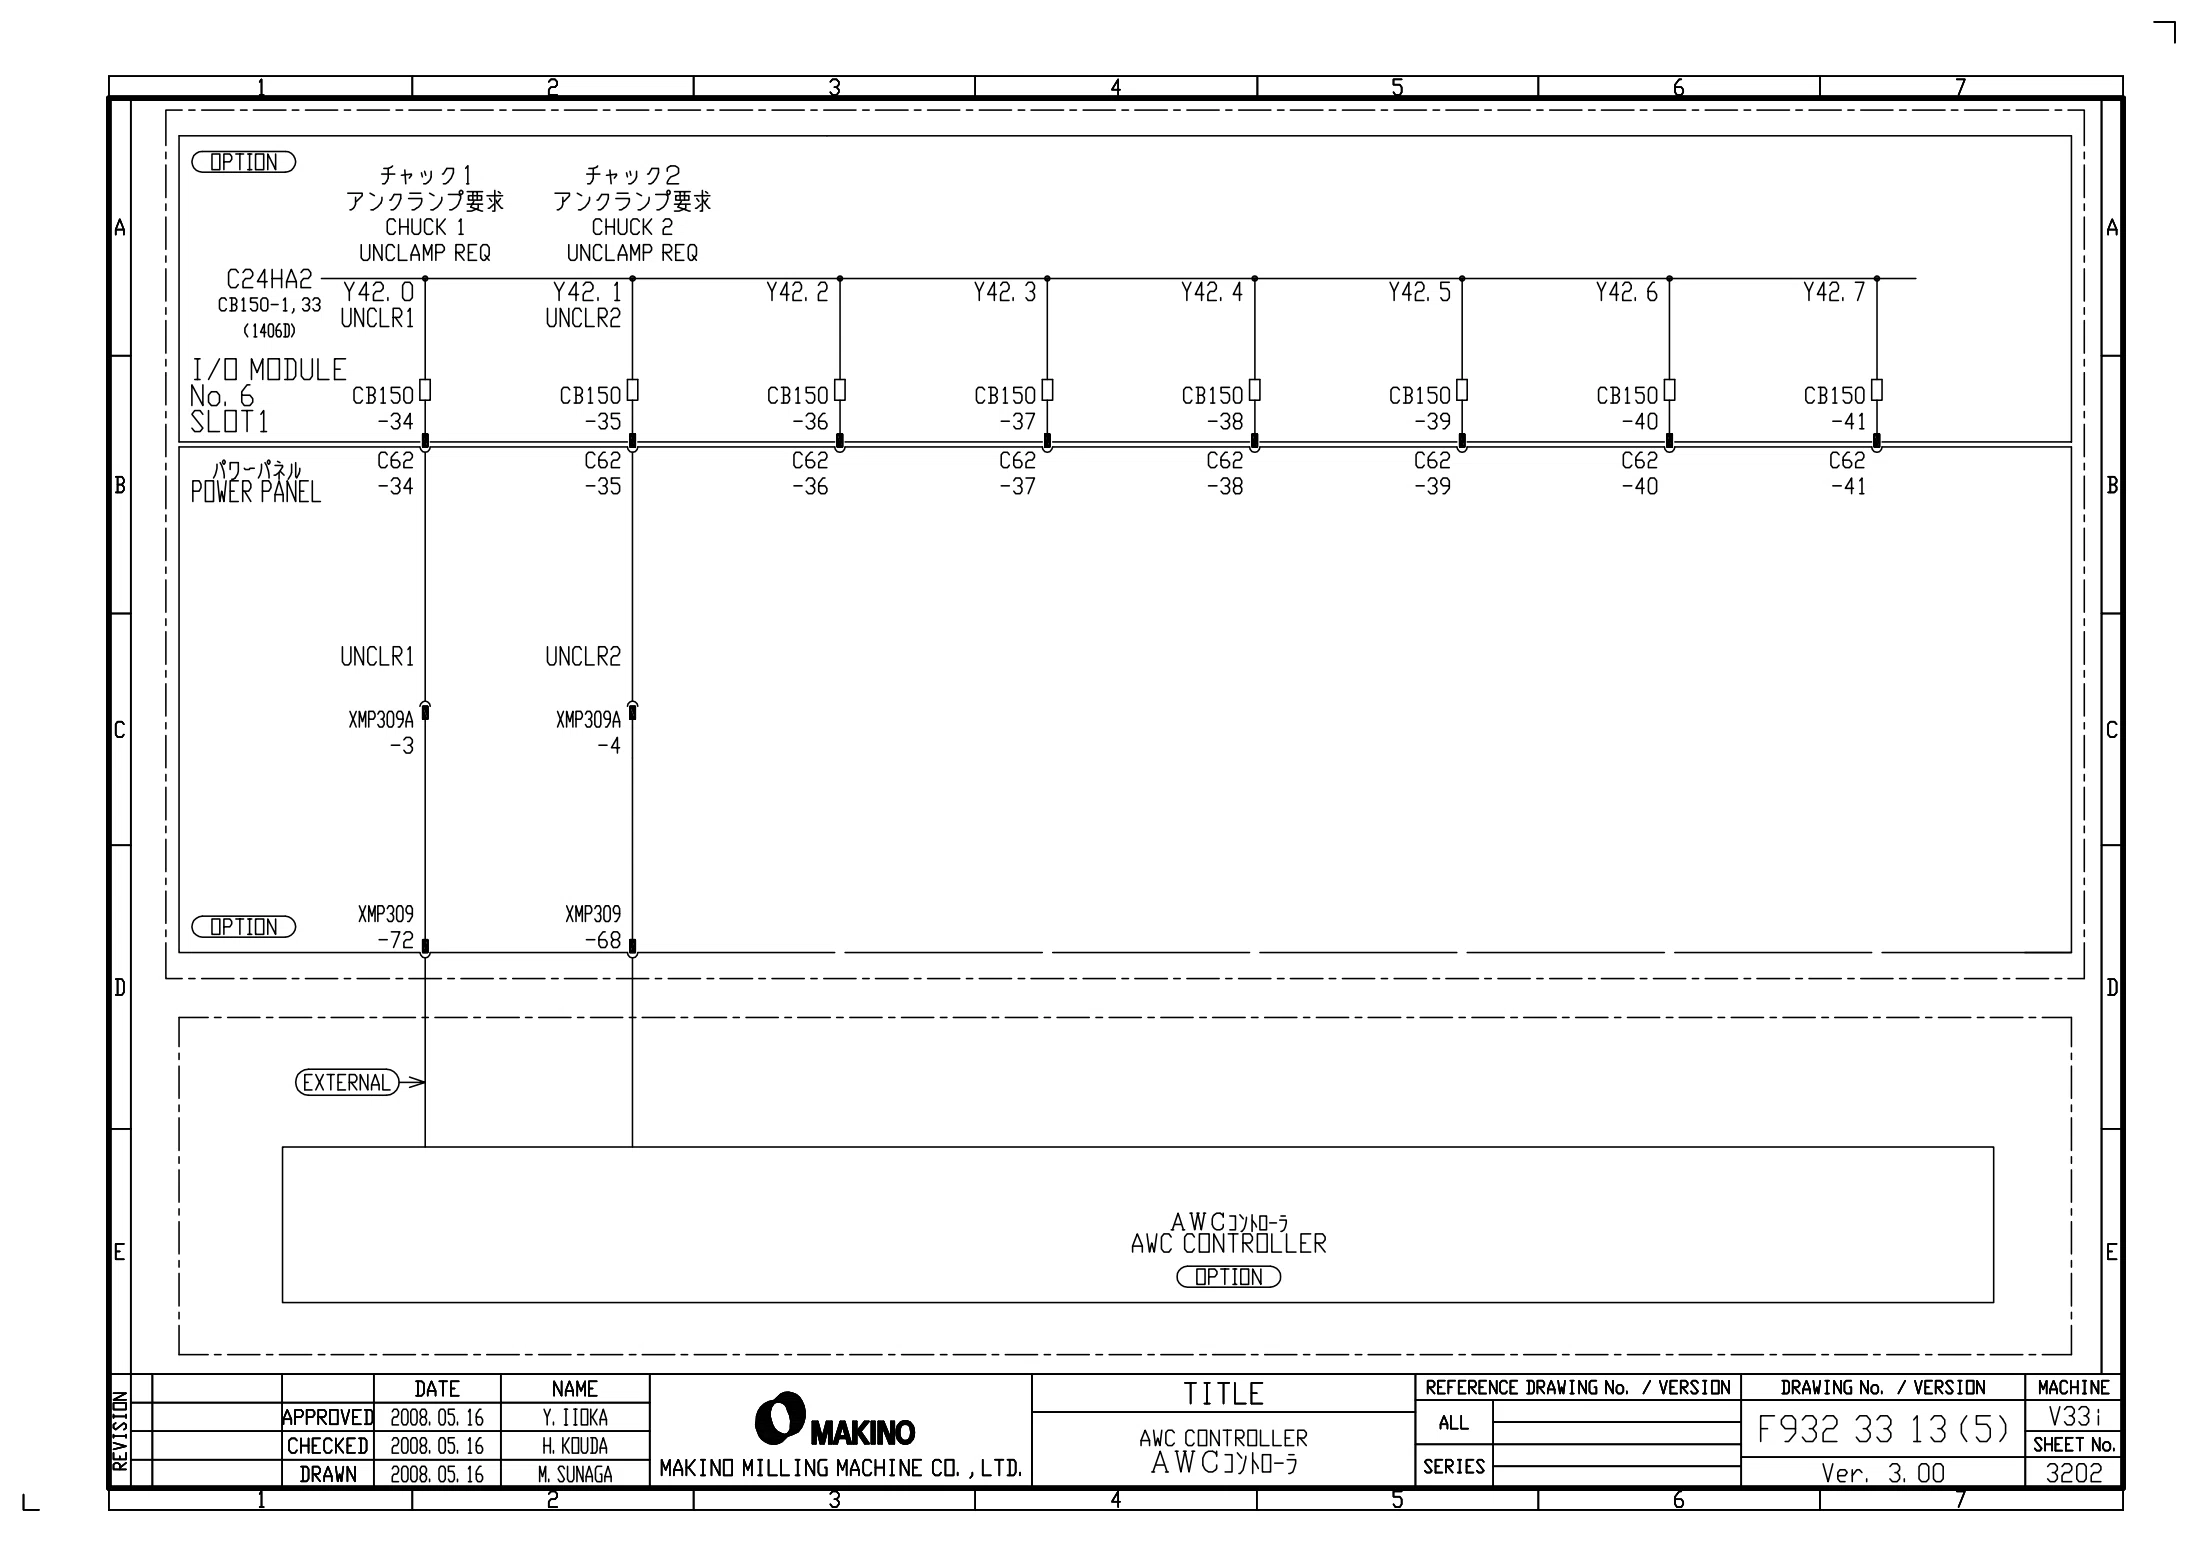 1 2 3 4 5 6 7
OPTION
チャック1
アンクランプ要求
CHUCK 1
UNCLAMP REQ
チャック2
アンクランプ要求
CHUCK 2
UNCLAMP REQ
A A
C24HA2
CB150-1,33
(1406D)
Y42.0 Y42.1 Y42.2 Y42.3 Y42.4 Y42.5 Y42.6 Y42.7
UNCLR1 UNCLR2
I/O MODULE
No.6
SLOT1
CB150 CB150 CB150 CB150 CB150 CB150 CB150 CB150
-34 -35 -36 -37 -38 -39 -40 -41
パワーパネル
POWER PANEL
C62 C62 C62 C62 C62 C62 C62 C62
-34 -35 -36 -37 -38 -39 -40 -41
B B
UNCLR1 UNCLR2
XMP309A XMP309A
-3 -4
C C
XMP309 XMP309
-72 -68
OPTION
D D
EXTERNAL
AWCコントローラ
AWC CONTROLLER
OPTION
E E
REVISION
DATE NAME
APPROVED 2008.05.16 Y.IIOKA
CHECKED 2008.05.16 H.KOUDA
DRAWN 2008.05.16 M.SUNAGA
MAKINO
MAKINO MILLING MACHINE CO.,LTD.
TITLE
AWC CONTROLLER
AWCコントローラ
REFERENCE DRAWING No. / VERSION
ALL
SERIES
DRAWING No. / VERSION
F932 33 13(5)
Ver. 3.00
MACHINE
V33i
SHEET No.
3202
1 2 3 4 5 6 7